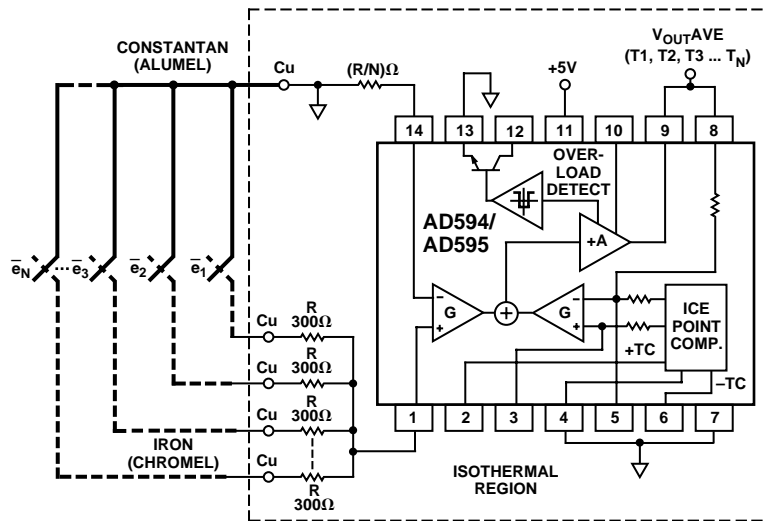 CONSTANTAN
(ALUMEL)
Cu
(R/N)Ω
+5V
VOUTAVE
(T1, T2, T3 ... TN)
14
13
12
11
10
9
8
OVER-
LOAD
DETECT
AD594/
AD595
+A
eN
e3
e2
e1
–
G
+
+
–
G
+
ICE
POINT
COMP.
+TC
–TC
Cu
R
300Ω
Cu
R
300Ω
Cu
R
300Ω
Cu
R
300Ω
IRON
(CHROMEL)
1
2
3
4
5
6
7
ISOTHERMAL
REGION